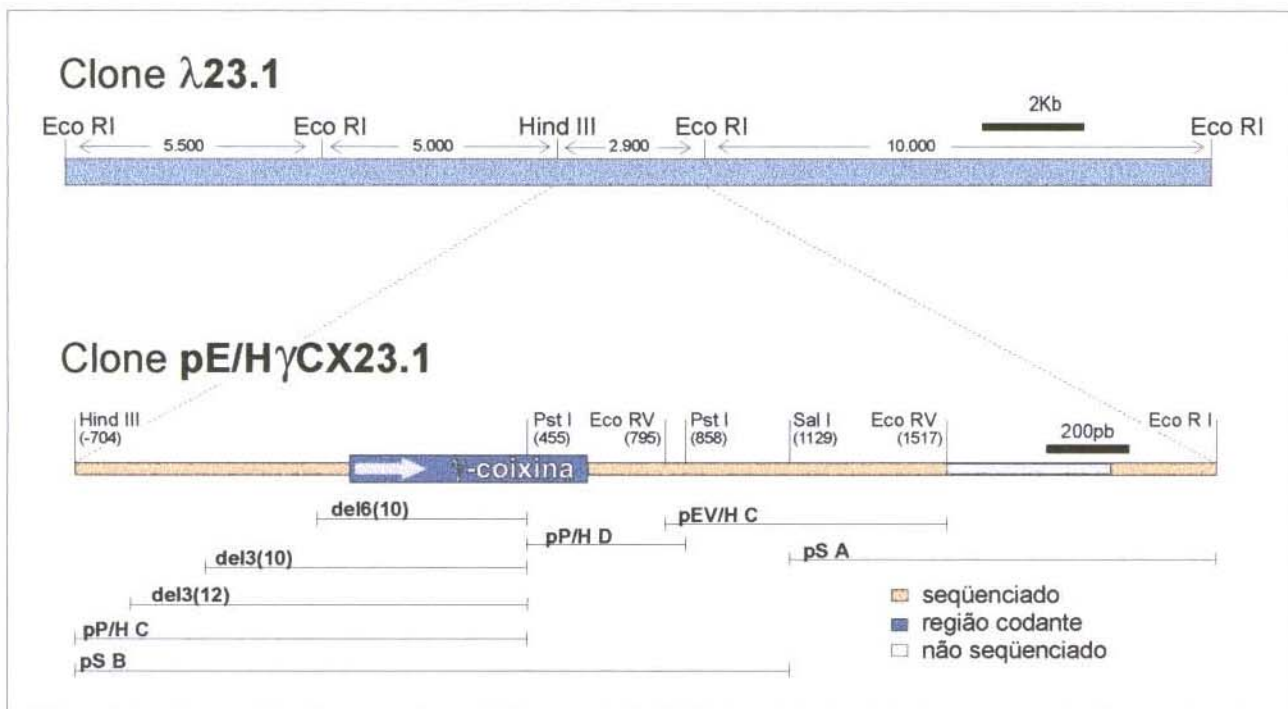 Clone λ23.1
2Kb
Eco RI Eco RI Hind III Eco RI Eco RI
5.500 5.000 2.900 10.000
Clone pE/HγCX23.1
Hind III Pst I Eco RV Pst I Sal I Eco RV 200pb Eco R I
(-704) (455) (795) (858) (1129) (1517)
γ-coixina
del6(10)
pEV/H C
pP/H D
del3(10)
pS A
del3(12)
pP/H C
pS B
seqüenciado
região codante
não seqüenciado